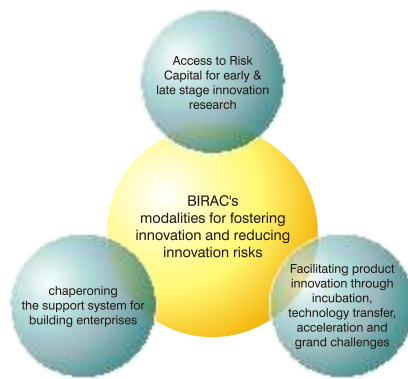 Access to Risk
Capital for early &
late stage innovation
research
BIRAC's
modalities for fostering
innovation and reducing
innovation risks
chaperoning
the support system for
building enterprises
Facilitating product
innovation through
incubation,
technology transfer,
acceleration and
grand challenges